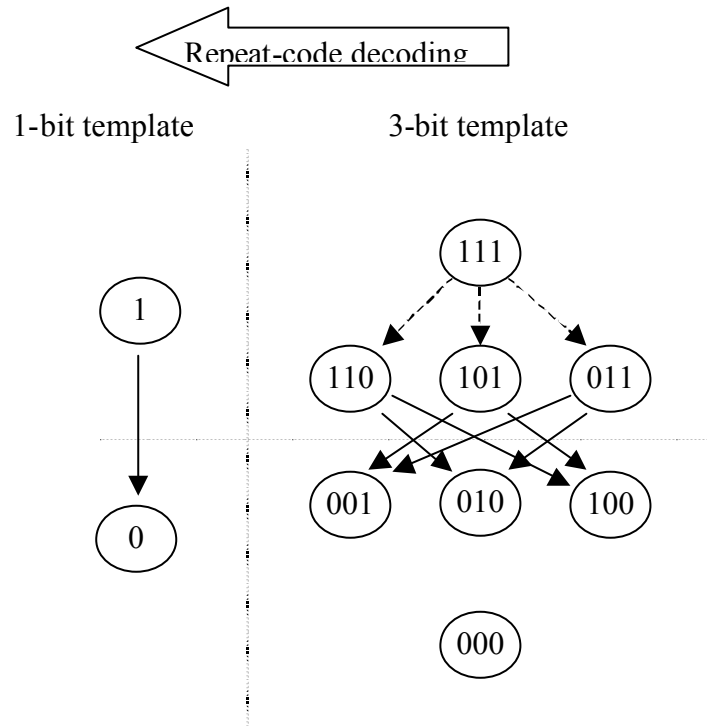 Repeat-code decoding
1-bit template 3-bit template
111
1
110 101 011
001 010 100
0
000